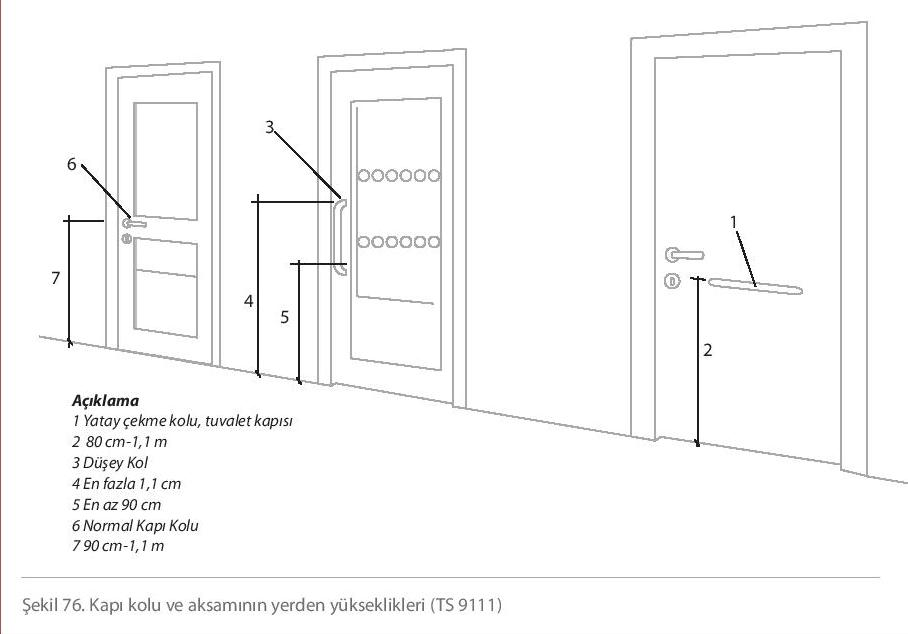 3
6
1
7
4
5
2
Açıklama
1 Yatay çekme kolu, tuvalet kapısı
2 80 cm-1,1 m
3 Düşey Kol
4 En fazla 1,1 cm
5 En az 90 cm
6 Normal Kapı Kolu
7 90 cm-1,1 m
Şekil 76. Kapı kolu ve aksamının yerden yükseklikleri (TS 9111)